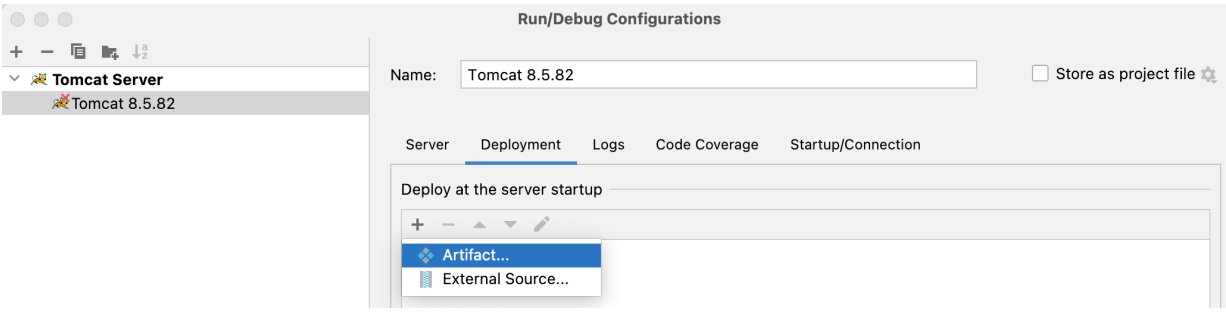 Run/Debug Configurations
Tomcat Server
Tomcat 8.5.82
Name: Tomcat 8.5.82 Store as project file
Server Deployment Logs Code Coverage Startup/Connection
Deploy at the server startup
Artifact...
External Source...